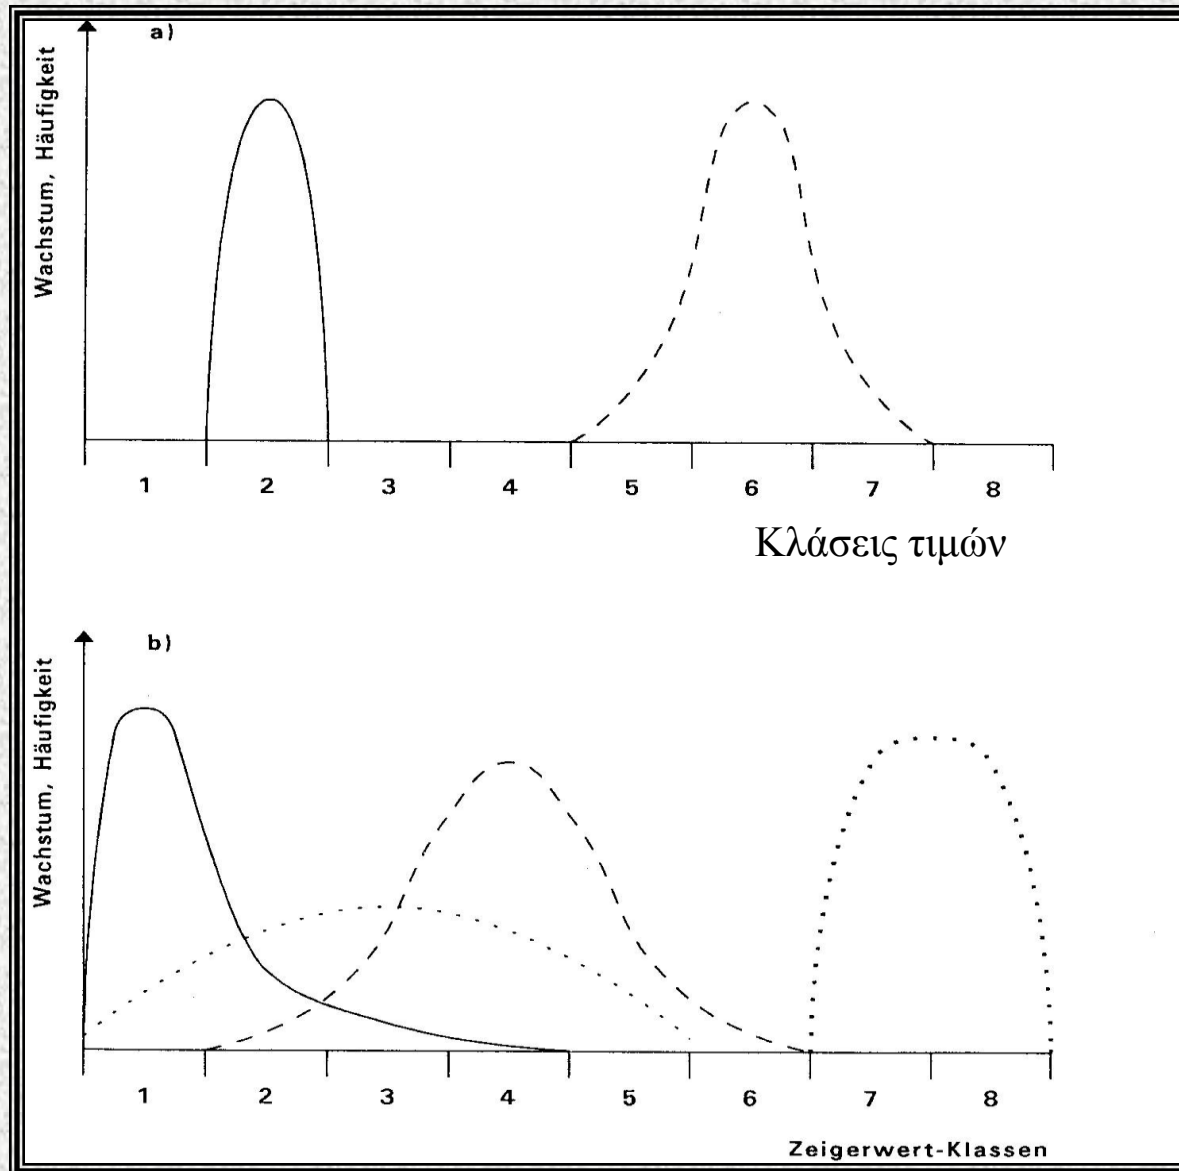 a)
Wachstum, Häufigkeit
1 2 3 4 5 6 7 8
Κλάσεις τιμών
b)
Wachstum, Häufigkeit
1 2 3 4 5 6 7 8
Zeigerwert-Klassen